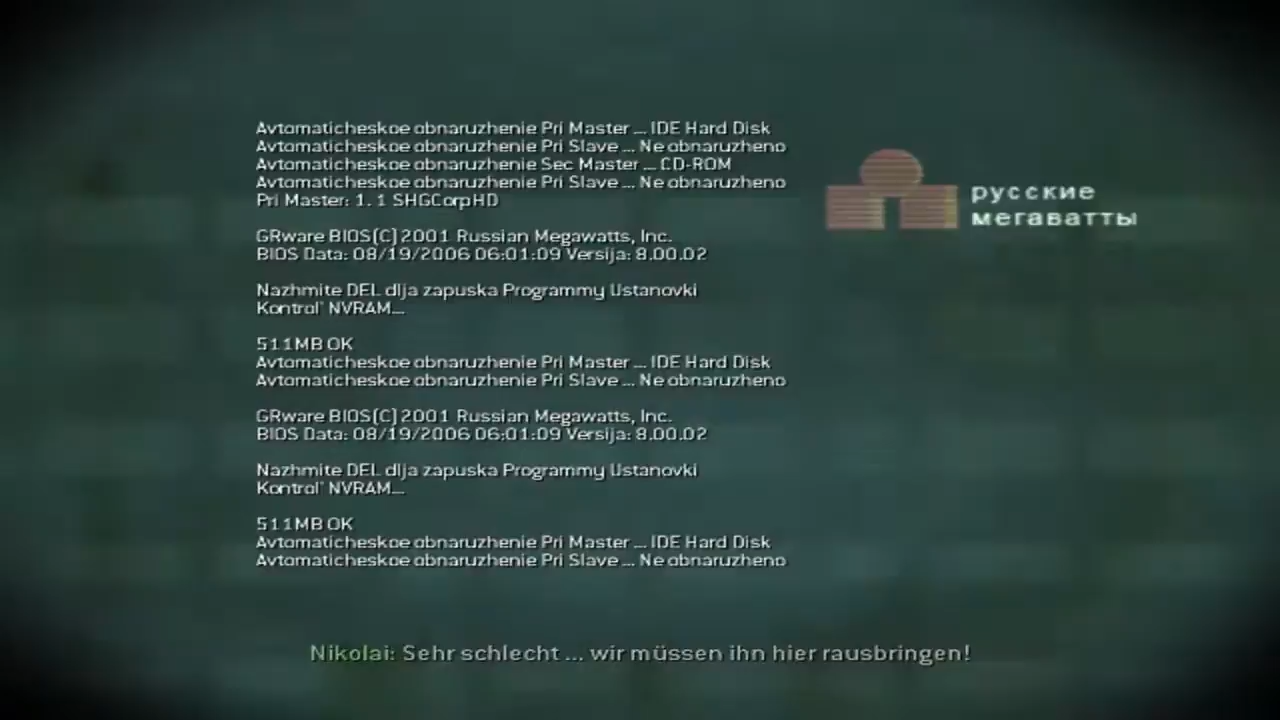 Avtomaticheskoe obnaruzhenie Pri Master ... IDE Hard Disk
Avtomaticheskoe obnaruzhenie Pri Slave ... Ne obnaruzheno
Avtomaticheskoe obnaruzhenie Sec Master ... CD-ROM
Avtomaticheskoe obnaruzhenie Pri Slave ... Ne obnaruzheno
Pri Master: 1. 1 SHGCorpHD
русские
мегаватты
GRware BIOS(C) 2001 Russian Megawatts, Inc.
BIOS Data: 08/19/2006 06:01:09 Versija: 8.00.02
Nazhmite DEL dlja zapuska Programmy Ustanovki
Kontrol' NVRAM...
511MB OK
Avtomaticheskoe obnaruzhenie Pri Master ... IDE Hard Disk
Avtomaticheskoe obnaruzhenie Pri Slave ... Ne obnaruzheno
GRware BIOS(C) 2001 Russian Megawatts, Inc.
BIOS Data: 08/19/2006 06:01:09 Versija: 8.00.02
Nazhmite DEL dlja zapuska Programmy Ustanovki
Kontrol' NVRAM...
511MB OK
Avtomaticheskoe obnaruzhenie Pri Master ... IDE Hard Disk
Avtomaticheskoe obnaruzhenie Pri Slave ... Ne obnaruzheno
Nikolai: Sehr schlecht ... wir müssen ihn hier rausbringen!